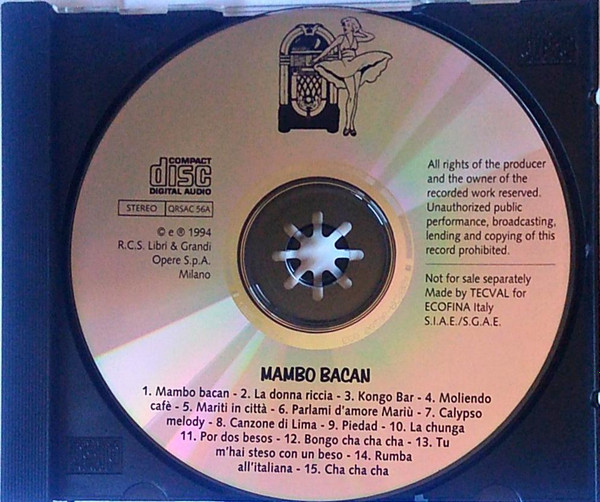 COMPACT
disc
DIGITAL AUDIO
STEREO QRSAC 56A
© e ℗ 1994
R.C.S. Libri & Grandi
Opere S.p.A.
Milano
All rights of the producer
and the owner of the
recorded work reserved.
Unauthorized public
performance, broadcasting,
lending and copying of this
record prohibited.
Not for sale separately
Made by TECVAL for
ECOFINA Italy
S.I.A.E./S.G.A.E.
MAMBO BACAN
1. Mambo bacan - 2. La donna riccia - 3. Kongo Bar - 4. Moliendo
cafè - 5. Mariti in città - 6. Parlami d'amore Mariù - 7. Calypso
melody - 8. Canzone di Lima - 9. Piedad - 10. La chunga
11. Por dos besos - 12. Bongo cha cha cha - 13. Tu
m'hai steso con un beso - 14. Rumba
all'italiana - 15. Cha cha cha